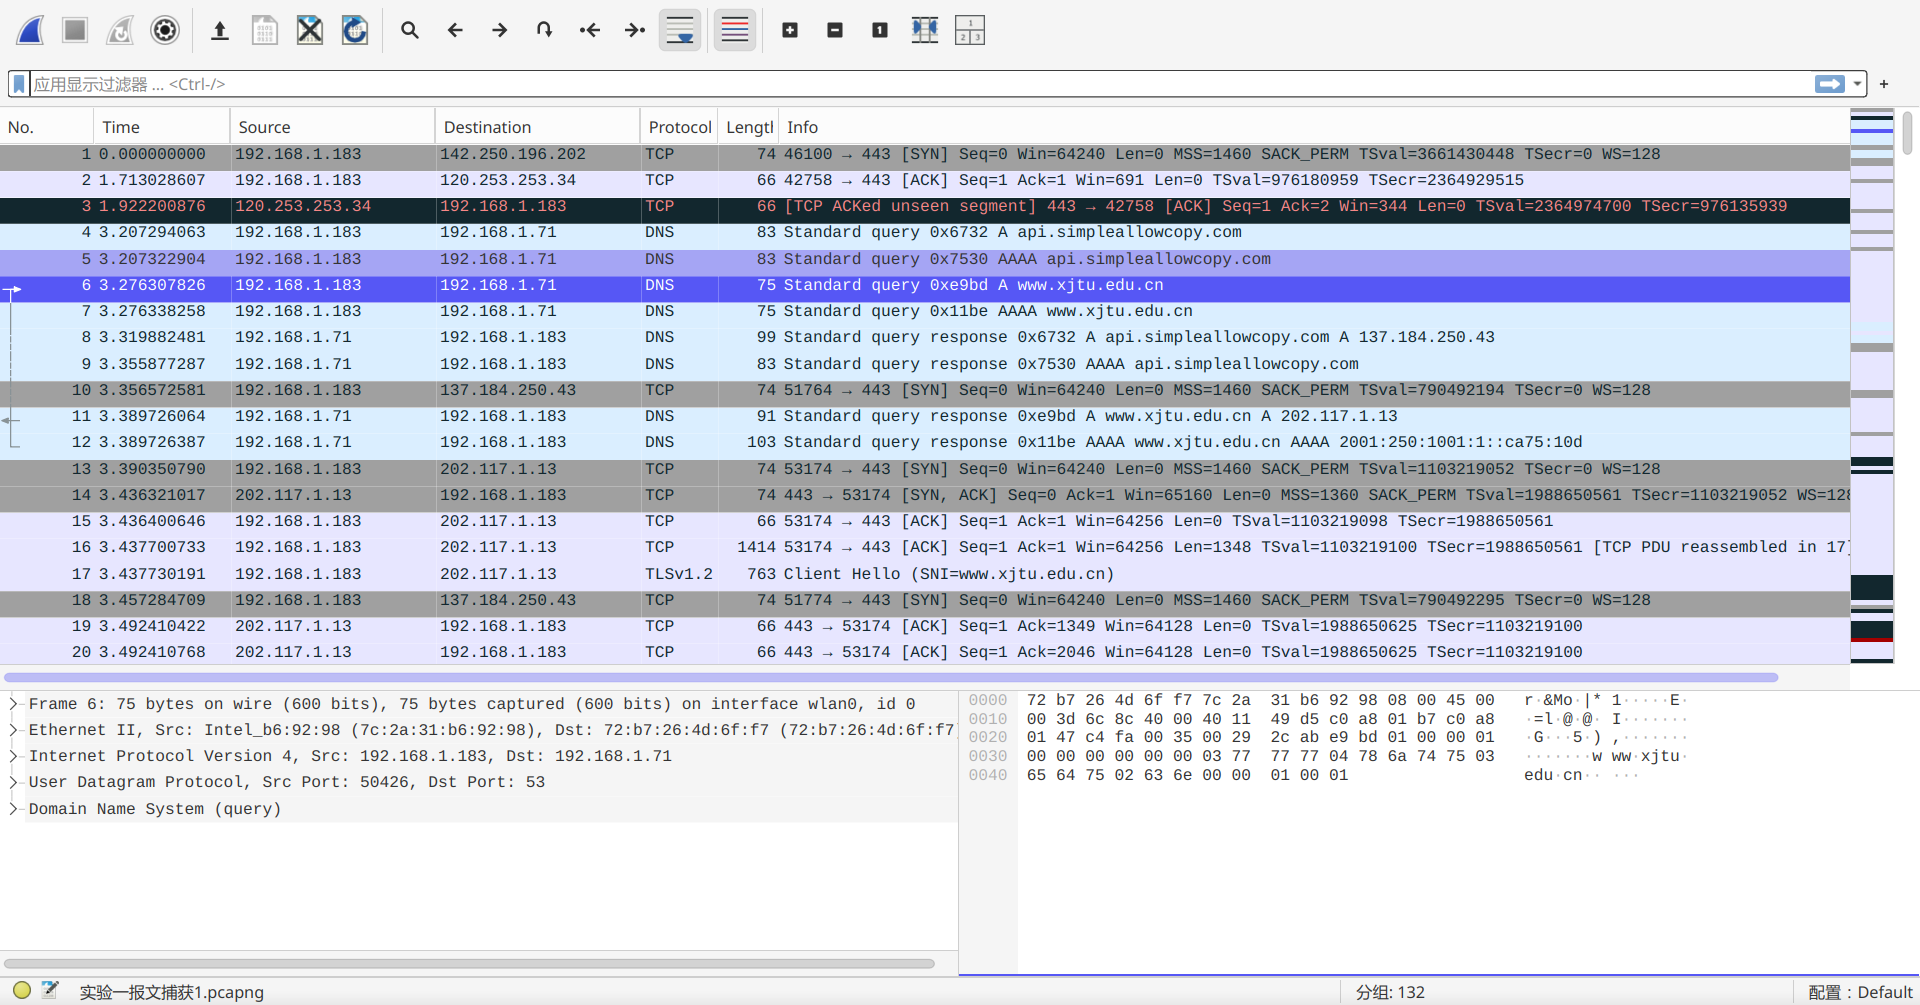 应用显示过滤器 … <Ctrl-/>
No. Time Source Destination Protocol Length Info
1 0.000000000 192.168.1.183 142.250.196.202 TCP 74 46100 → 443 [SYN] Seq=0 Win=64240 Len=0 MSS=1460 SACK_PERM TSval=3661430448 TSecr=0 WS=128
2 1.713028607 192.168.1.183 120.253.253.34 TCP 66 42758 → 443 [ACK] Seq=1 Ack=1 Win=691 Len=0 TSval=976180959 TSecr=2364929515
3 1.922200876 120.253.253.34 192.168.1.183 TCP 66 [TCP ACKed unseen segment] 443 → 42758 [ACK] Seq=1 Ack=2 Win=344 Len=0 TSval=2364974700 TSecr=976135939
4 3.207294063 192.168.1.183 192.168.1.71 DNS 83 Standard query 0x6732 A api.simpleallowcopy.com
5 3.207322904 192.168.1.183 192.168.1.71 DNS 83 Standard query 0x7530 AAAA api.simpleallowcopy.com
6 3.276307826 192.168.1.183 192.168.1.71 DNS 75 Standard query 0xe9bd A www.xjtu.edu.cn
7 3.276338258 192.168.1.183 192.168.1.71 DNS 75 Standard query 0x11be AAAA www.xjtu.edu.cn
8 3.319882481 192.168.1.71 192.168.1.183 DNS 99 Standard query response 0x6732 A api.simpleallowcopy.com A 137.184.250.43
9 3.355877287 192.168.1.71 192.168.1.183 DNS 83 Standard query response 0x7530 AAAA api.simpleallowcopy.com
10 3.356572581 192.168.1.183 137.184.250.43 TCP 74 51764 → 443 [SYN] Seq=0 Win=64240 Len=0 MSS=1460 SACK_PERM TSval=790492194 TSecr=0 WS=128
11 3.389726064 192.168.1.71 192.168.1.183 DNS 91 Standard query response 0xe9bd A www.xjtu.edu.cn A 202.117.1.13
12 3.389726387 192.168.1.71 192.168.1.183 DNS 103 Standard query response 0x11be AAAA www.xjtu.edu.cn AAAA 2001:250:1001:1::ca75:10d
13 3.390350790 192.168.1.183 202.117.1.13 TCP 74 53174 → 443 [SYN] Seq=0 Win=64240 Len=0 MSS=1460 SACK_PERM TSval=1103219052 TSecr=0 WS=128
14 3.436321017 202.117.1.13 192.168.1.183 TCP 74 443 → 53174 [SYN, ACK] Seq=0 Ack=1 Win=65160 Len=0 MSS=1360 SACK_PERM TSval=1988650561 TSecr=1103219052 WS=128
15 3.436400646 192.168.1.183 202.117.1.13 TCP 66 53174 → 443 [ACK] Seq=1 Ack=1 Win=64256 Len=0 TSval=1103219098 TSecr=1988650561
16 3.437700733 192.168.1.183 202.117.1.13 TCP 1414 53174 → 443 [ACK] Seq=1 Ack=1 Win=64256 Len=1348 TSval=1103219100 TSecr=1988650561 [TCP PDU reassembled in 17]
17 3.437730191 192.168.1.183 202.117.1.13 TLSv1.2 763 Client Hello (SNI=www.xjtu.edu.cn)
18 3.457284709 192.168.1.183 137.184.250.43 TCP 74 51774 → 443 [SYN] Seq=0 Win=64240 Len=0 MSS=1460 SACK_PERM TSval=790492295 TSecr=0 WS=128
19 3.492410422 202.117.1.13 192.168.1.183 TCP 66 443 → 53174 [ACK] Seq=1 Ack=1349 Win=64128 Len=0 TSval=1988650625 TSecr=1103219100
20 3.492410768 202.117.1.13 192.168.1.183 TCP 66 443 → 53174 [ACK] Seq=1 Ack=2046 Win=64128 Len=0 TSval=1988650625 TSecr=1103219100
Frame 6: 75 bytes on wire (600 bits), 75 bytes captured (600 bits) on interface wlan0, id 0
Ethernet II, Src: Intel_b6:92:98 (7c:2a:31:b6:92:98), Dst: 72:b7:26:4d:6f:f7 (72:b7:26:4d:6f:f7
Internet Protocol Version 4, Src: 192.168.1.183, Dst: 192.168.1.71
User Datagram Protocol, Src Port: 50426, Dst Port: 53
Domain Name System (query)
0000 72 b7 26 4d 6f f7 7c 2a 31 b6 92 98 08 00 45 00 r·&Mo·|* 1·····E·
0010 00 3d 6c 8c 40 00 40 11 49 d5 c0 a8 01 b7 c0 a8 ·=l·@·@· I·······
0020 01 47 c4 fa 00 35 00 29 2c ab e9 bd 01 00 00 01 ·G···5·) ,·······
0030 00 00 00 00 00 00 03 77 77 77 04 78 6a 74 75 03 ·······w ww·xjtu·
0040 65 64 75 02 63 6e 00 00 01 00 01 edu·cn·· ···
实验一报文捕获1.pcapng
分组: 132
配置：Default